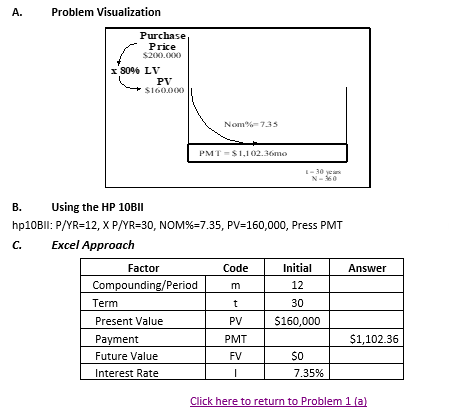 A. Problem Visualization
Purchase
Price
$200.000
x 80% LV
PV
$160.000
Nom%=7.35
PMT = $1,102.36mo
t = 30 years
N = 360
B. Using the HP 10BII
hp10BII: P/YR=12, X P/YR=30, NOM%=7.35, PV=160,000, Press PMT
C. Excel Approach
Factor Code Initial Answer
Compounding/Period m 12
Term t 30
Present Value PV $160,000
Payment PMT $1,102.36
Future Value FV $0
Interest Rate I 7.35%
Click here to return to Problem 1 (a)